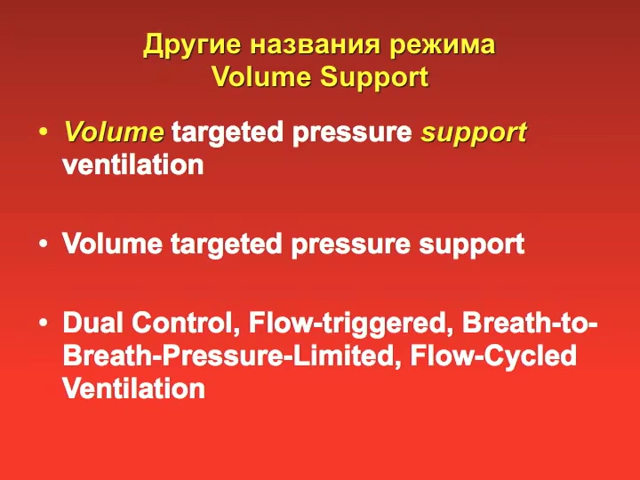 Другие названия режима
Volume Support
• Volume targeted pressure support
ventilation
• Volume targeted pressure support
• Dual Control, Flow-triggered, Breath-to-
Breath-Pressure-Limited, Flow-Cycled
Ventilation